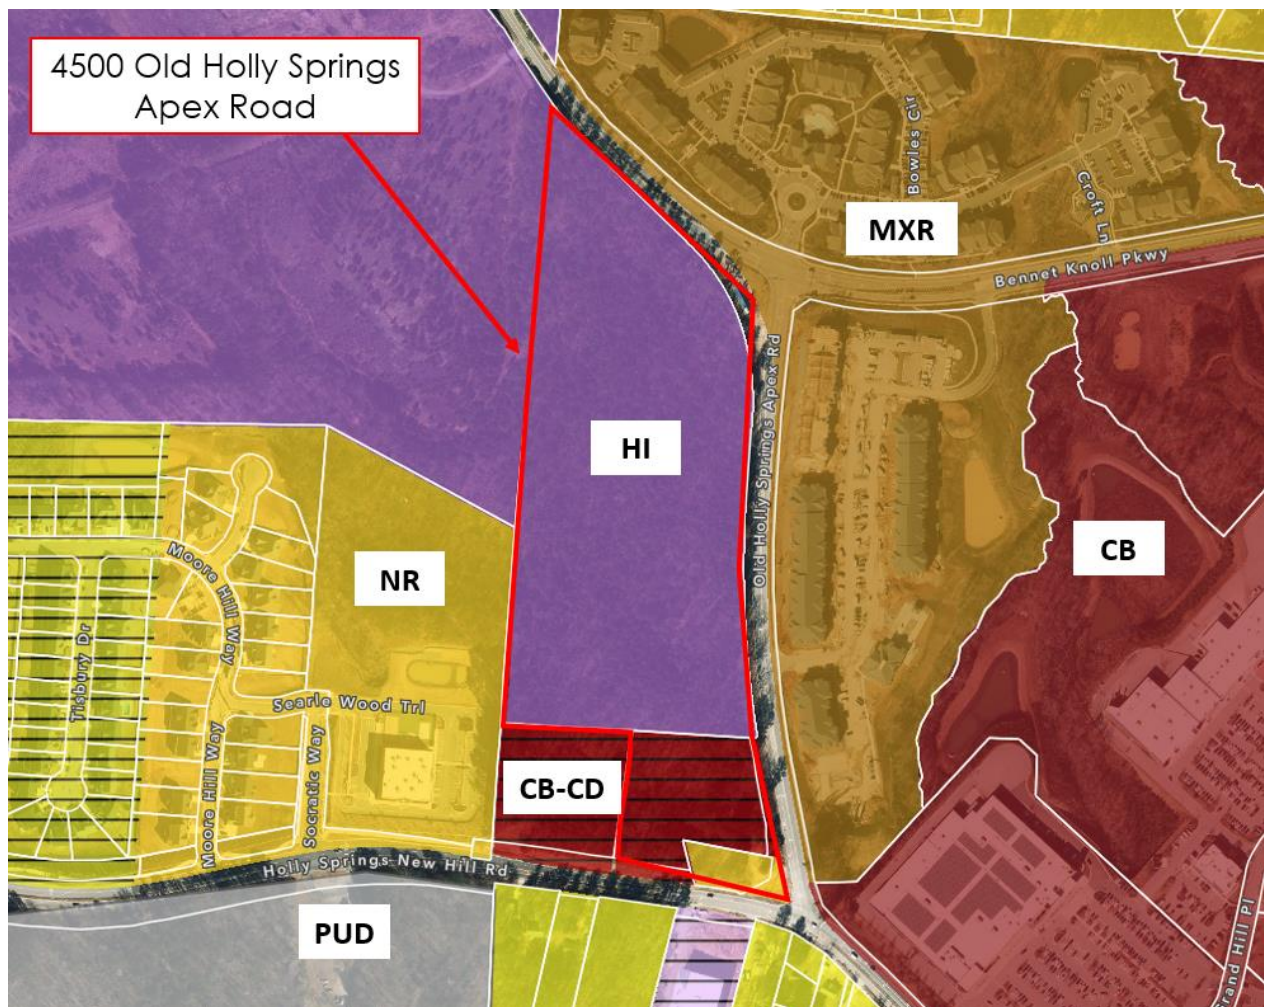 4500 Old Holly Springs
Apex Road
Bowles Clr
Croft Ln
MXR
Bennet Knoll Pkwy
Old Holly Springs Apex Rd
HI
CB
NR
Moore Hill Way
Tisbury Dr
Searle Wood Trl
Socratic Way
Moore Hill Way
CB-CD
Holly Springs-New Hill Rd
PUD
Grand Hill Pl